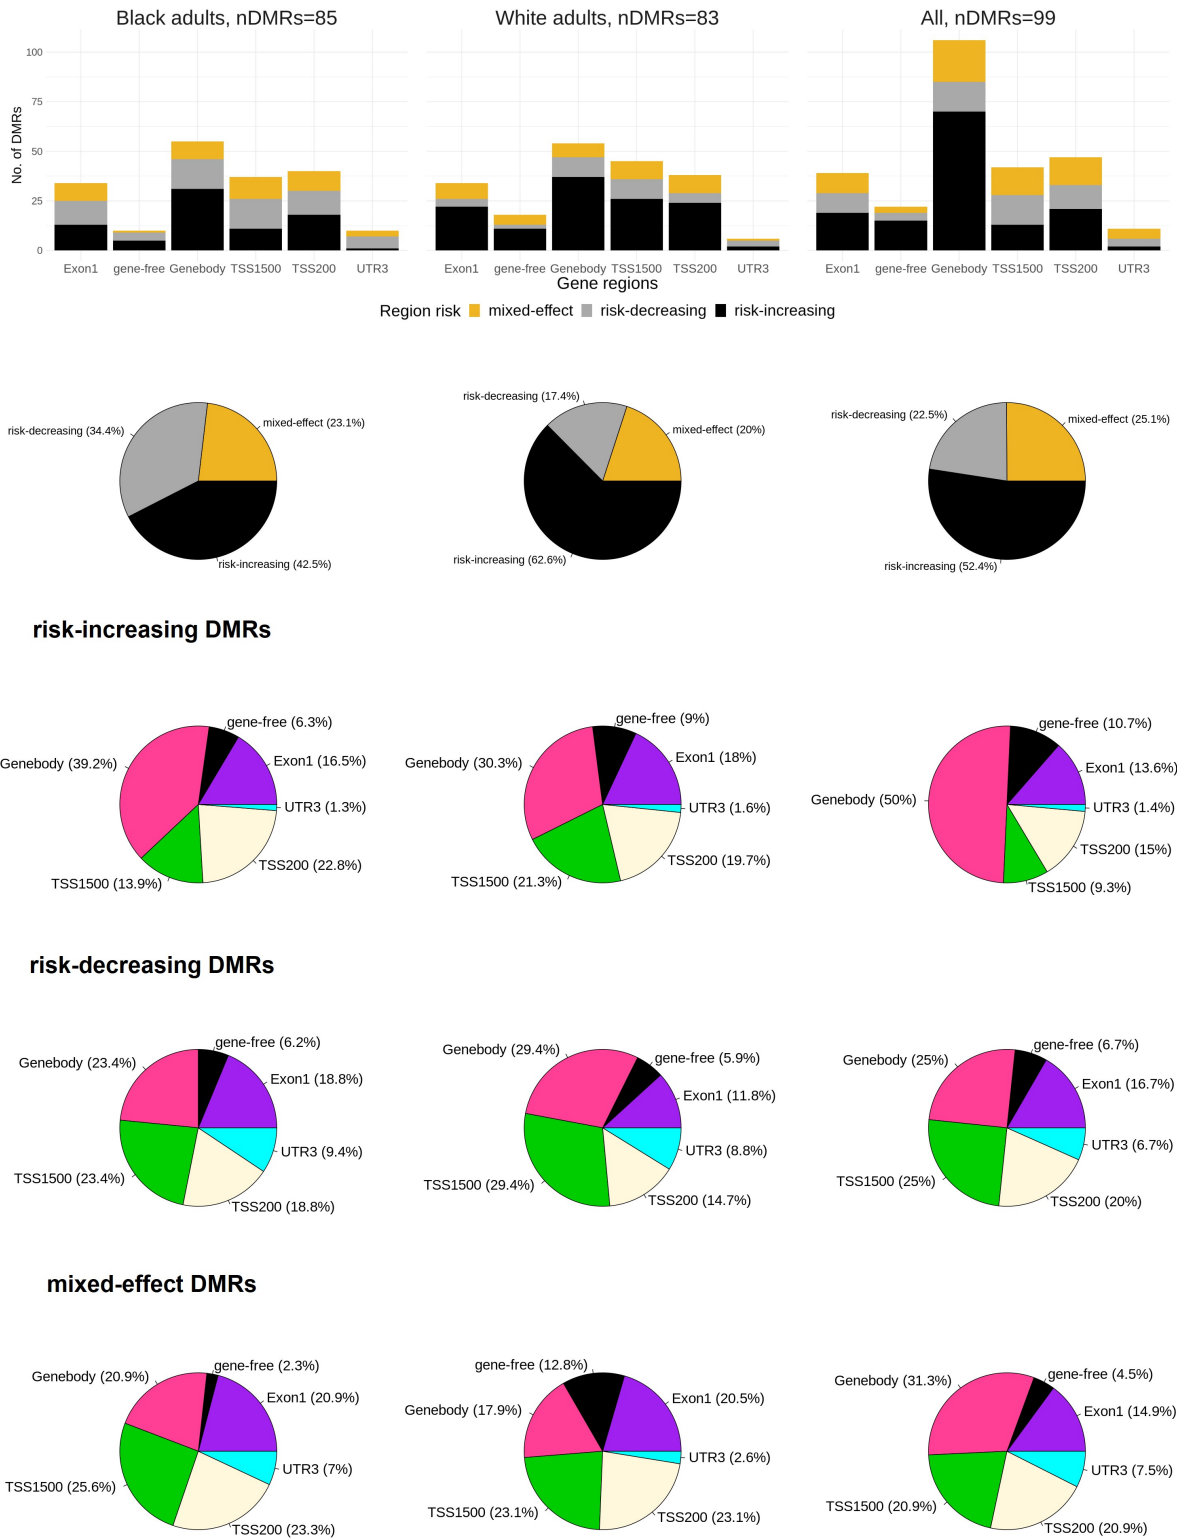 Black adults, nDMRs=85
White adults, nDMRs=83
All, nDMRs=99
No. of DMRs
100
75
50
25
0
Exon1 gene-free Genebody TSS1500 TSS200 UTR3
Exon1 gene-free Genebody TSS1500 TSS200 UTR3
Exon1 gene-free Genebody TSS1500 TSS200 UTR3
Gene regions
Region risk mixed-effect risk-decreasing risk-increasing
risk-decreasing (34.4%)
mixed-effect (23.1%)
risk-increasing (42.5%)
risk-decreasing (17.4%)
mixed-effect (20%)
risk-increasing (62.6%)
risk-decreasing (22.5%)
mixed-effect (25.1%)
risk-increasing (52.4%)
risk-increasing DMRs
gene-free (6.3%)
Genebody (39.2%)
Exon1 (16.5%)
UTR3 (1.3%)
TSS200 (22.8%)
TSS1500 (13.9%)
gene-free (9%)
Genebody (30.3%)
Exon1 (18%)
UTR3 (1.6%)
TSS200 (19.7%)
TSS1500 (21.3%)
gene-free (10.7%)
Exon1 (13.6%)
Genebody (50%)
UTR3 (1.4%)
TSS200 (15%)
TSS1500 (9.3%)
risk-decreasing DMRs
gene-free (6.2%)
Genebody (23.4%)
Exon1 (18.8%)
UTR3 (9.4%)
TSS1500 (23.4%)
TSS200 (18.8%)
Genebody (29.4%)
gene-free (5.9%)
Exon1 (11.8%)
UTR3 (8.8%)
TSS1500 (29.4%)
TSS200 (14.7%)
gene-free (6.7%)
Genebody (25%)
Exon1 (16.7%)
UTR3 (6.7%)
TSS1500 (25%)
TSS200 (20%)
mixed-effect DMRs
gene-free (2.3%)
Genebody (20.9%)
Exon1 (20.9%)
UTR3 (7%)
TSS1500 (25.6%)
TSS200 (23.3%)
gene-free (12.8%)
Exon1 (20.5%)
Genebody (17.9%)
UTR3 (2.6%)
TSS1500 (23.1%)
TSS200 (23.1%)
gene-free (4.5%)
Genebody (31.3%)
Exon1 (14.9%)
UTR3 (7.5%)
TSS1500 (20.9%)
TSS200 (20.9%)